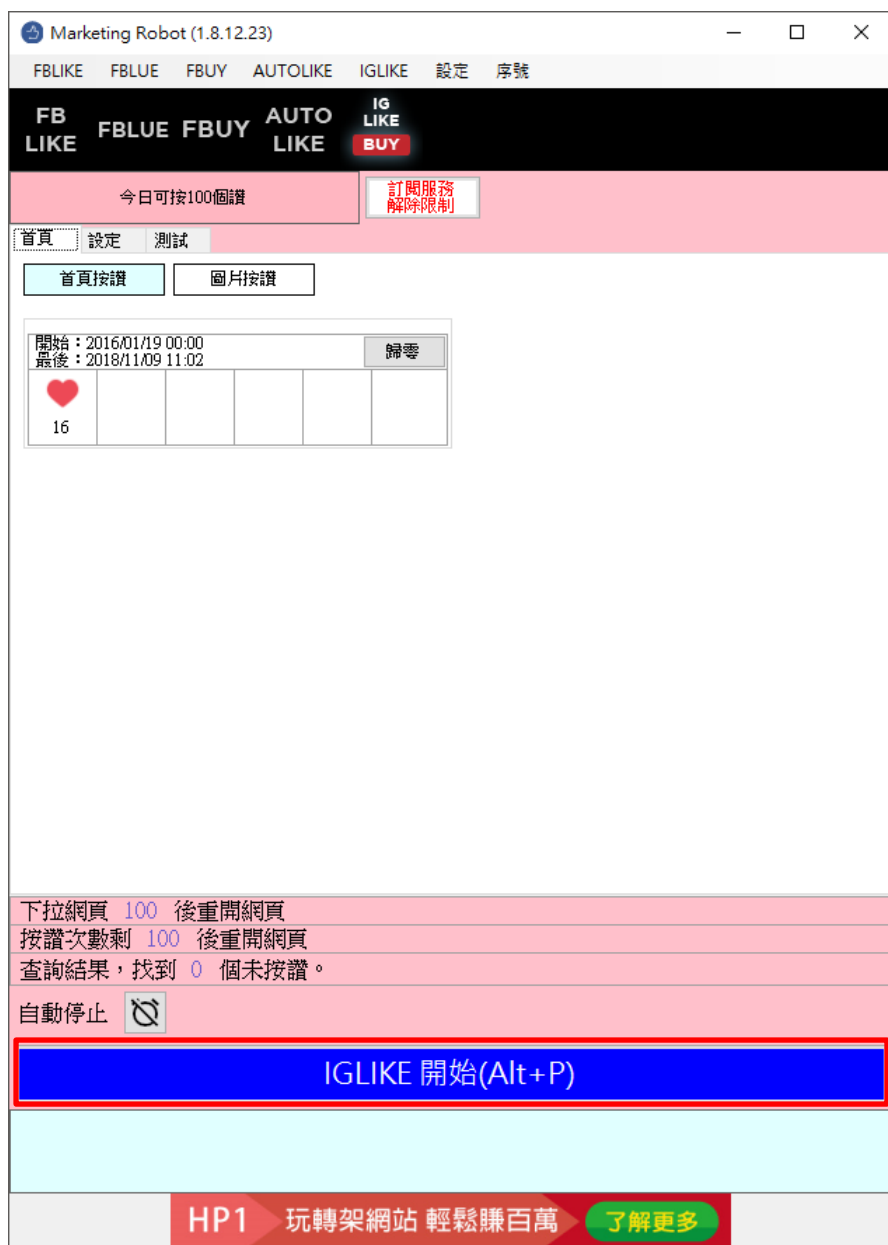 Marketing Robot (1.8.12.23)
FBLIKE FBLUE FBUY AUTOLIKE IGLIKE 設定 序號
FB LIKE FBLUE FBUY AUTO LIKE IG LIKE BUY
今日可按100個讚
訂閱服務
解除限制
首頁 設定 測試
首頁按讚 圖片按讚
開始：2016/01/19 00:00
最後：2018/11/09 11:02
歸零
16
下拉網頁 100 後重開網頁
按讚次數剩 100 後重開網頁
查詢結果，找到 0 個未按讚。
自動停止
IGLIKE 開始(Alt+P)
HP1 玩轉架網站 輕鬆賺百萬 了解更多